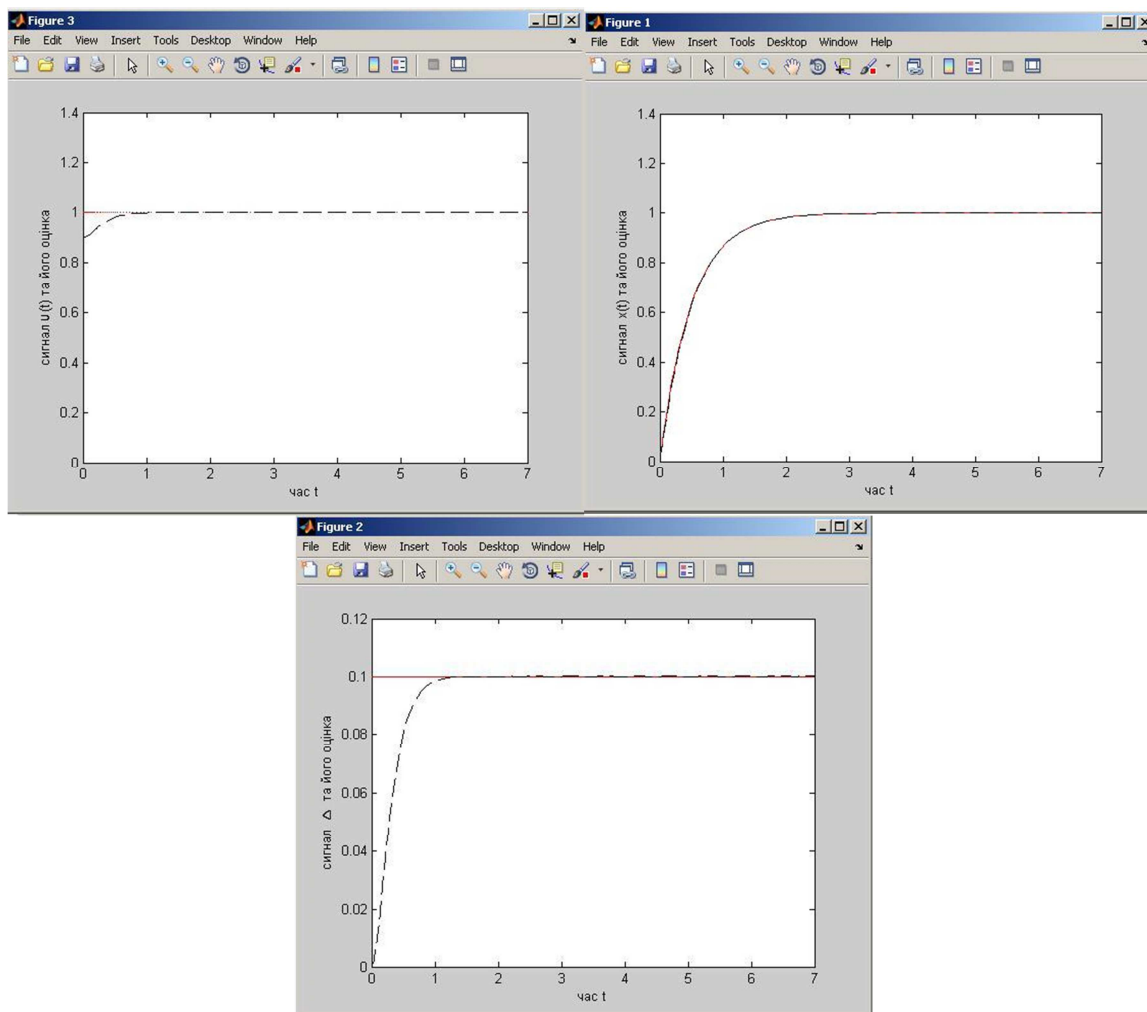 Figure 3
File Edit View Insert Tools Desktop Window Help
1.4
1.2
1
0.8
0.6
0.4
0.2
0
0 1 2 3 4 5 6 7
час t
сигнал U(t) та його оцінка
Figure 1
File Edit View Insert Tools Desktop Window Help
1.4
1.2
1
0.8
0.6
0.4
0.2
0
0 1 2 3 4 5 6 7
час t
сигнал x(t) та його оцінка
Figure 2
File Edit View Insert Tools Desktop Window Help
0.12
0.1
0.08
0.06
0.04
0.02
0
0 1 2 3 4 5 6 7
час t
сигнал Δ та його оцінка